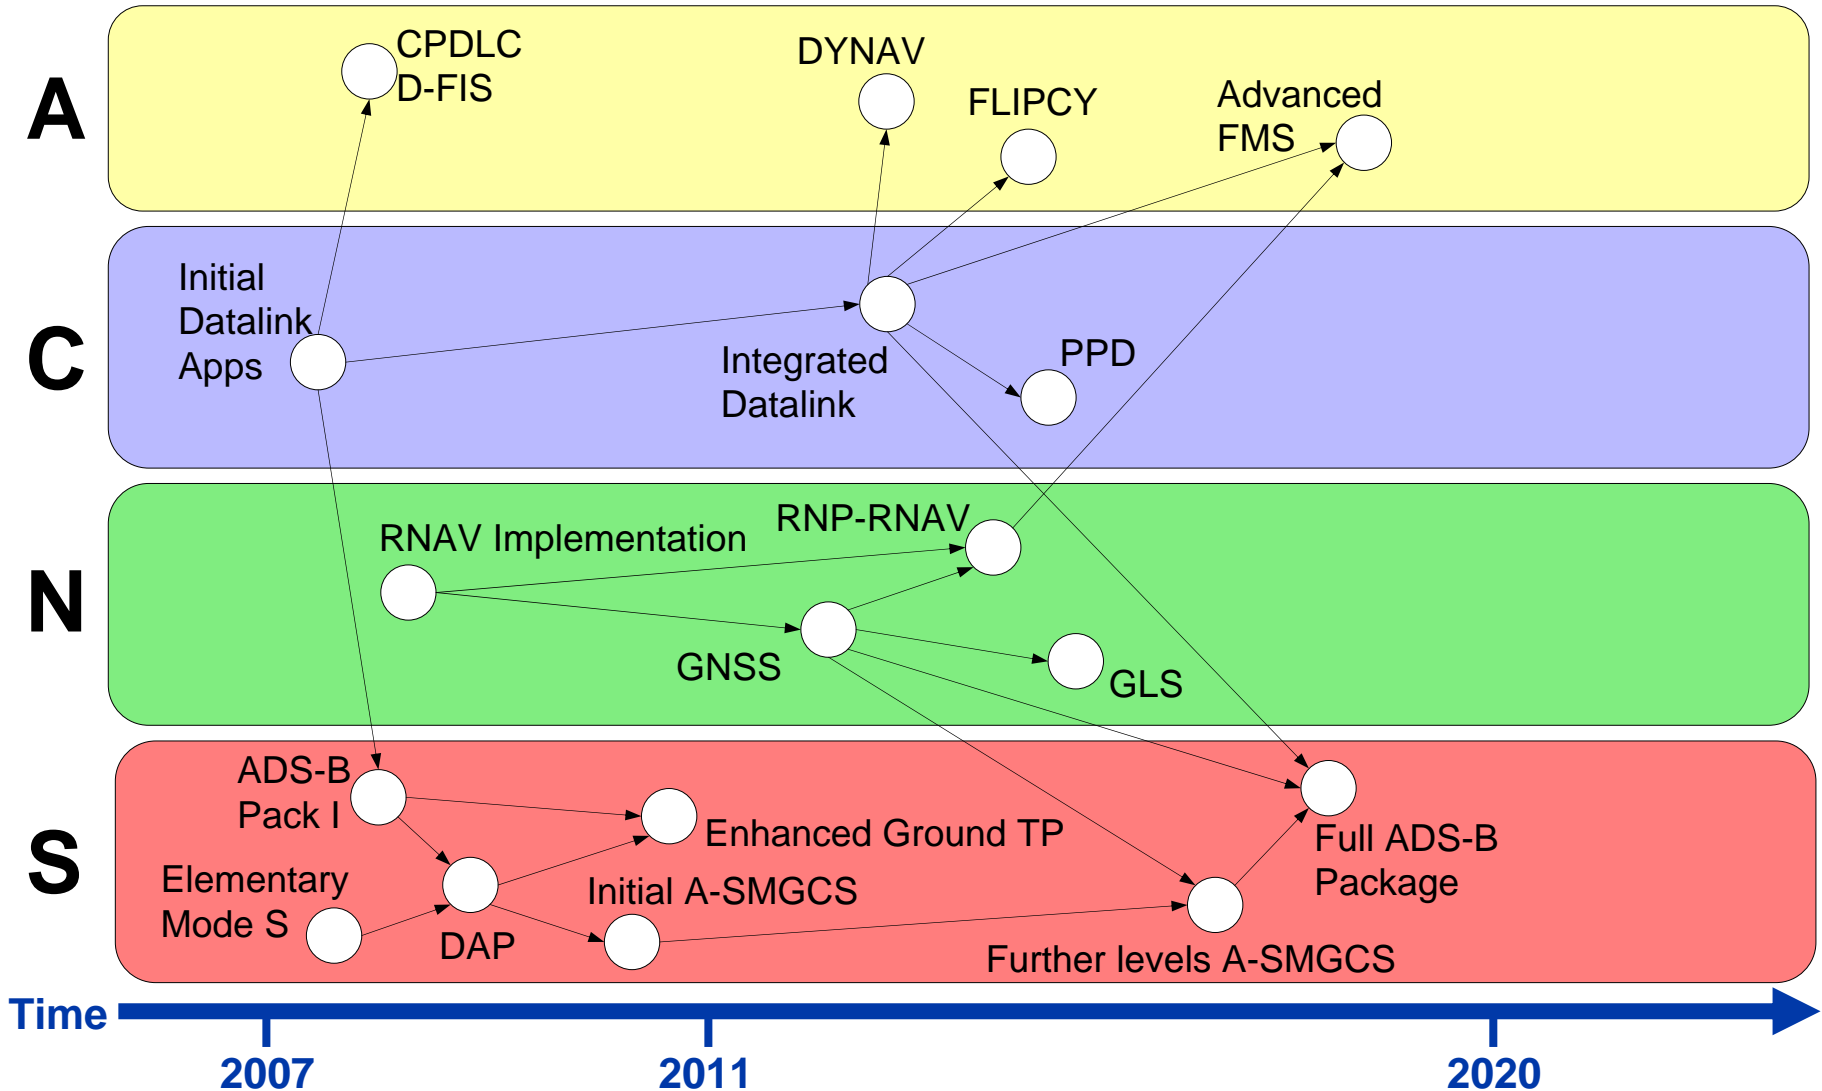 A
CPDLC
D-FIS
DYNAV
FLIPCY
Advanced
FMS
C
Initial
Datalink
Apps
Integrated
Datalink
PPD
N
RNAV Implementation
RNP-RNAV
GNSS
GLS
S
ADS-B
Pack I
Enhanced Ground TP
Elementary
Mode S
DAP
Initial A-SMGCS
Full ADS-B
Package
Further levels A-SMGCS
Time
2007
2011
2020